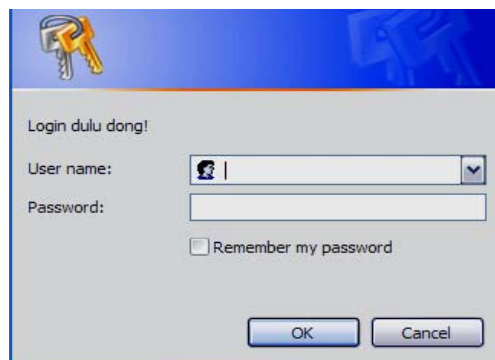 Login dulu dong!
User name:
Password:
Remember my password
OK Cancel